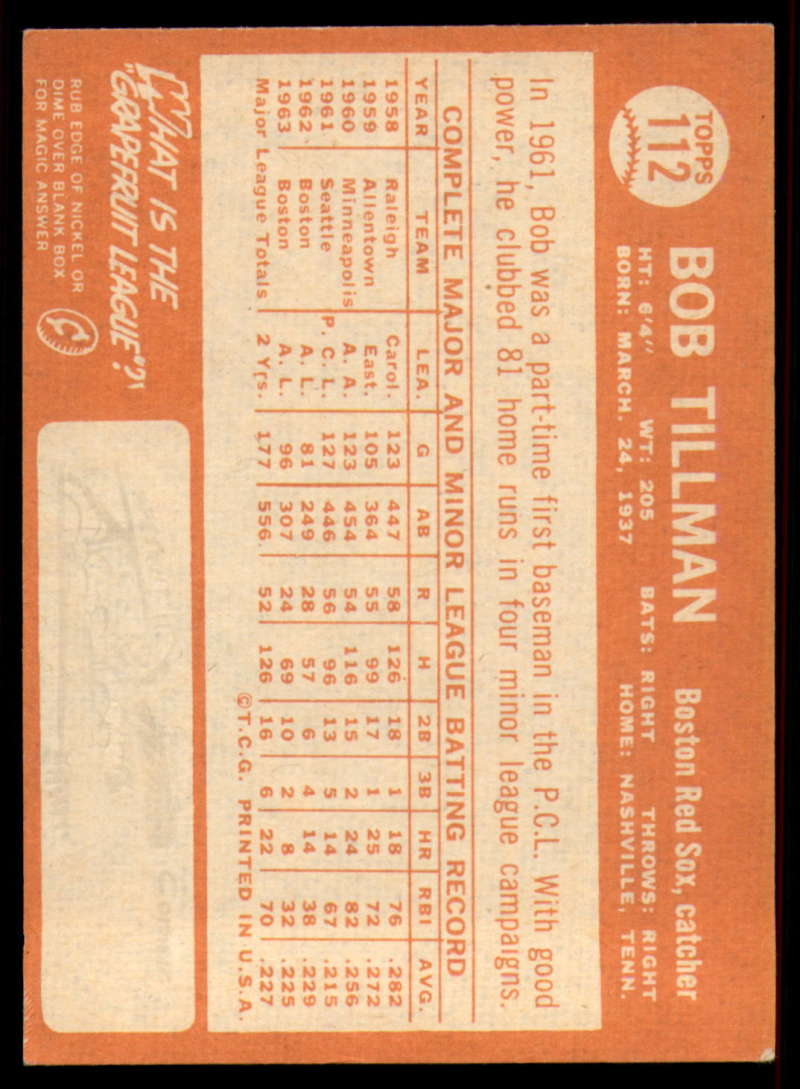 TOPPS
112
BOB TILLMAN Boston Red Sox, catcher
HT: 6'4" WT: 205 BATS: RIGHT THROWS: RIGHT
BORN: MARCH. 24, 1937 HOME: NASHVILLE, TENN.
In 1961, Bob was a part-time first baseman in the P.C.L. With good
power, he clubbed 81 home runs in four minor league campaigns.
COMPLETE MAJOR AND MINOR LEAGUE BATTING RECORD
YEAR TEAM LEA. G AB R H 2B 3B HR RBI AVG.
1958 Raleigh Carol. 123 447 58 126 18 1 18 76 .282
1959 Allentown East. 105 364 55 99 17 1 25 72 .272
1960 Minneapolis A. A. 123 454 54 116 15 2 24 82 .256
1961 Seattle P. C. L. 127 446 56 96 13 5 14 67 .215
1962 Boston A. L. 81 249 28 57 6 4 14 38 .229
1963 Boston A. L. 96 307 24 69 10 2 8 32 .225
Major League Totals 2 Yrs. 177 556 52 126 16 6 22 70 .227
©T.C.G. PRINTED IN U.S.A.
WHAT IS THE
"GRAPEFRUIT LEAGUE"?
RUB EDGE OF NICKEL OR
DIME OVER BLANK BOX
FOR MAGIC ANSWER